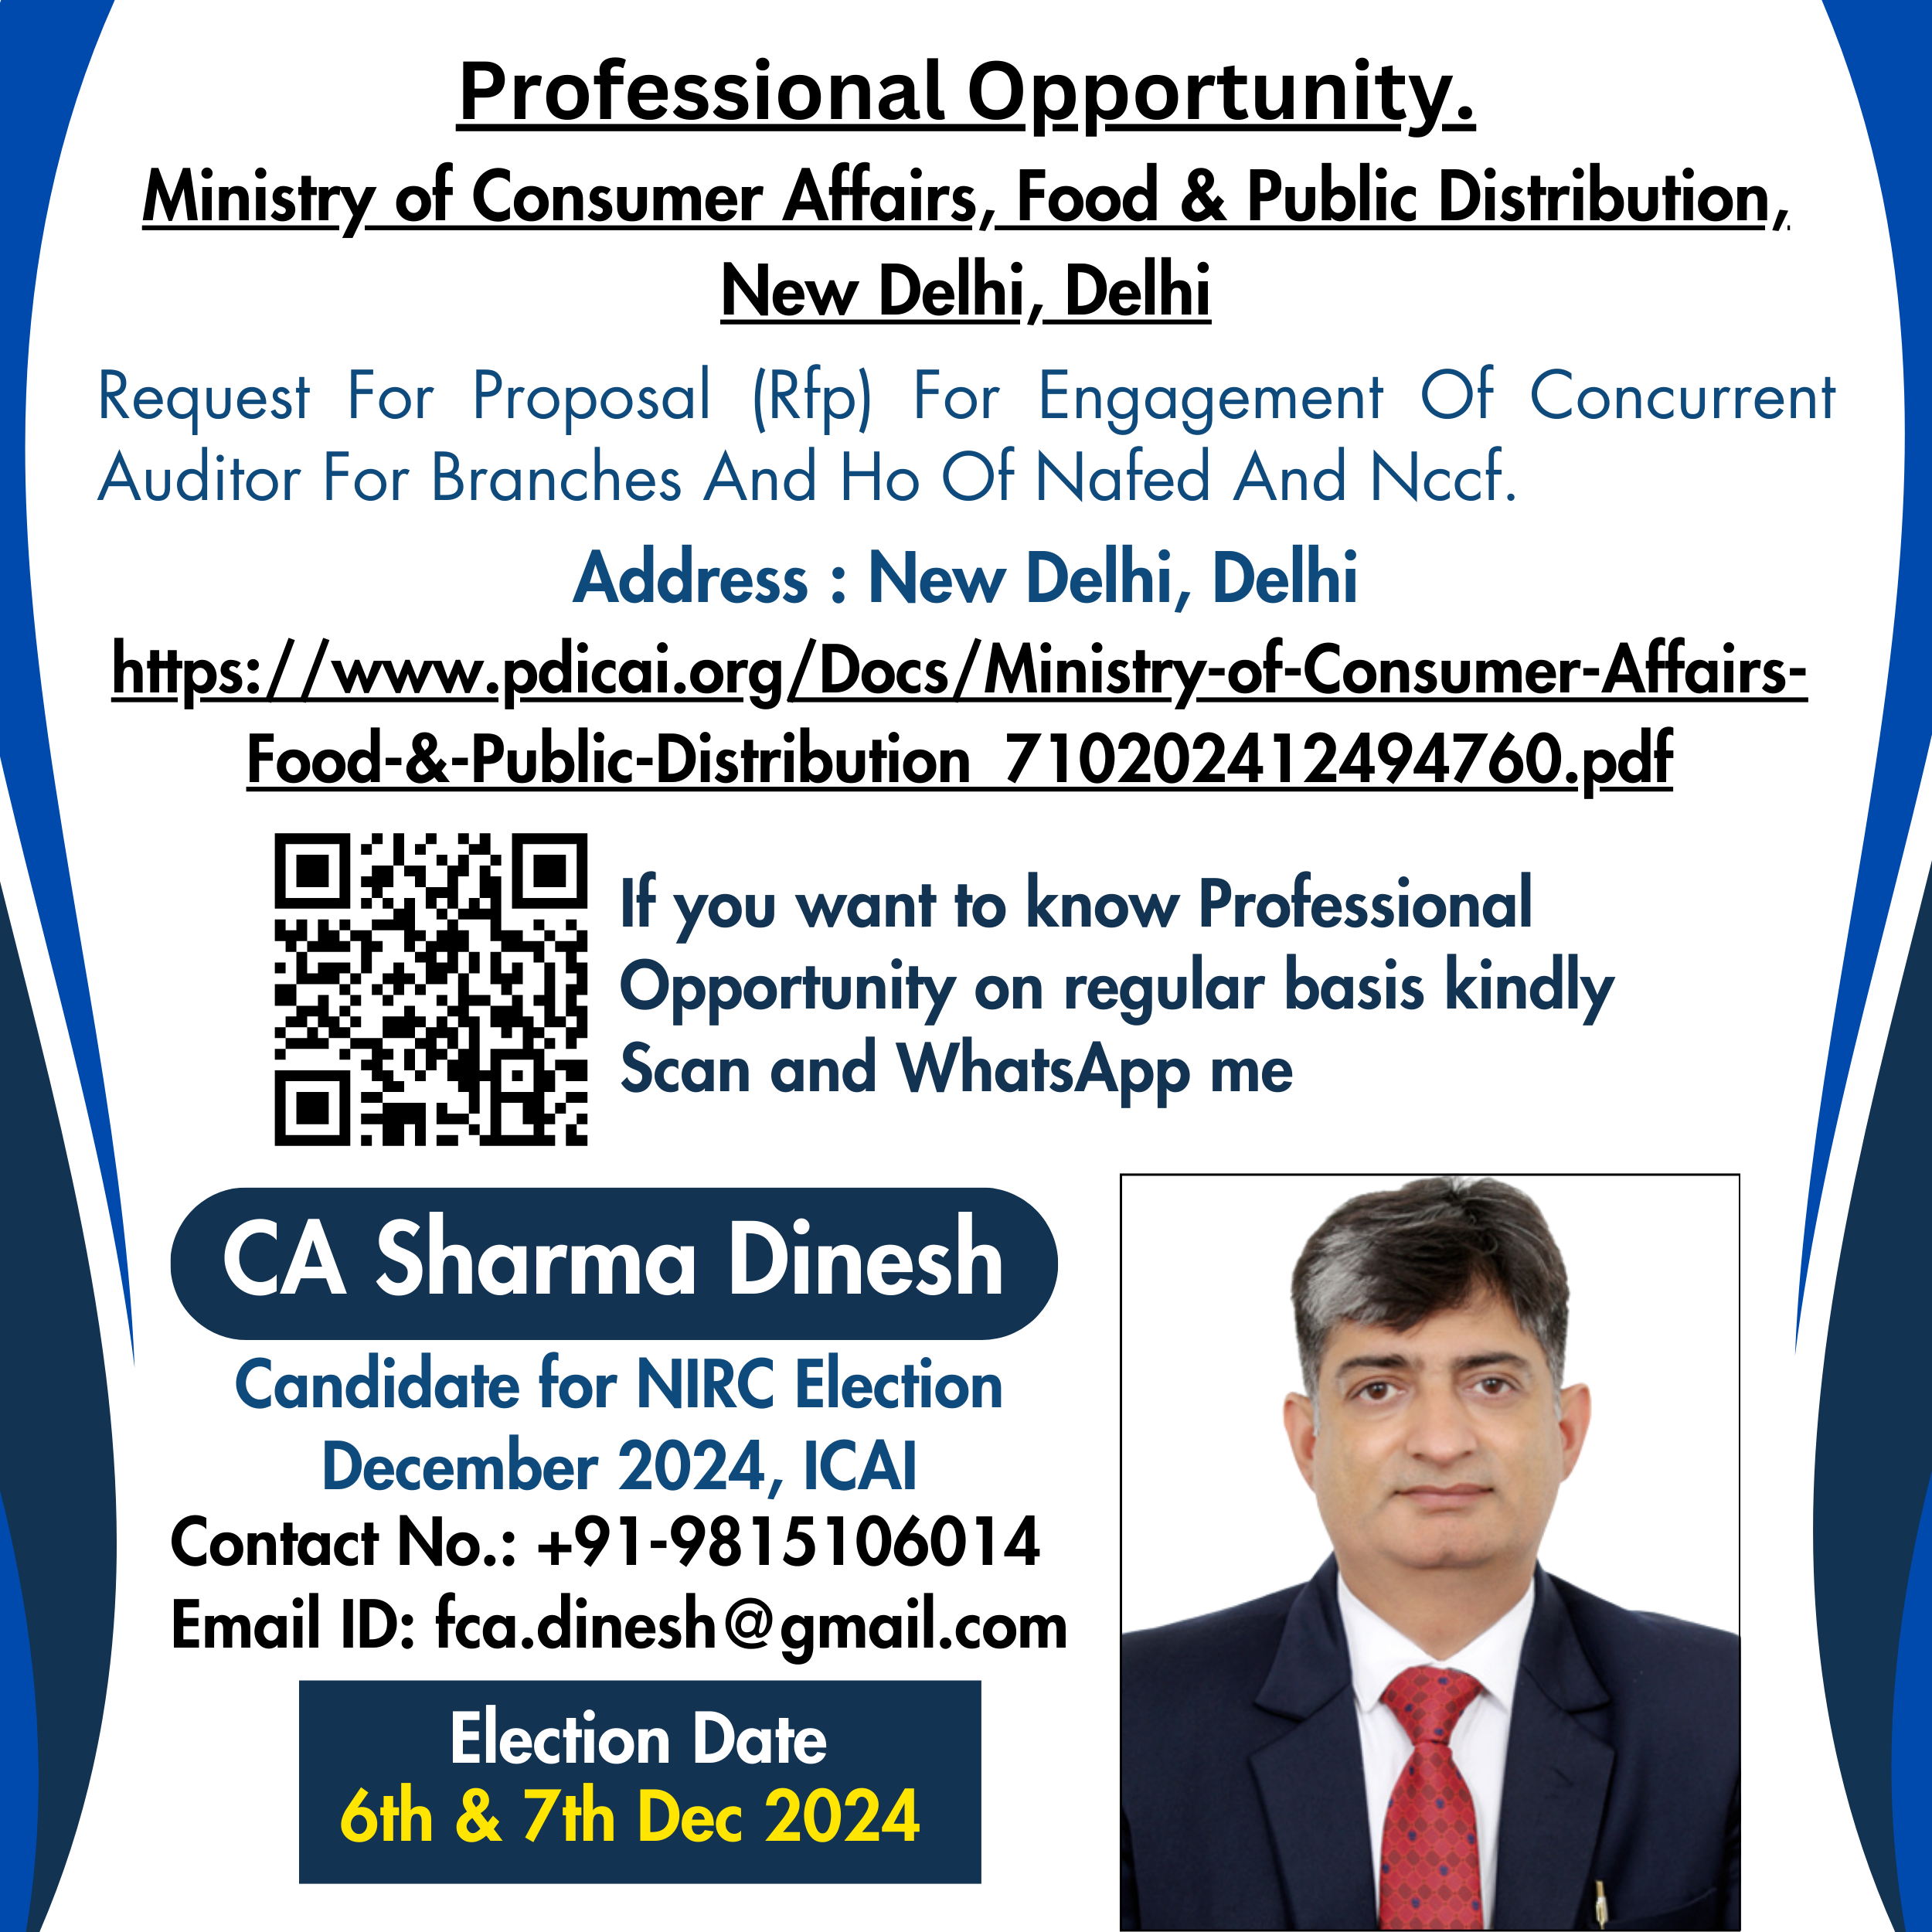 Professional Opportunity.
Ministry of Consumer Affairs, Food & Public Distribution,
New Delhi, Delhi
Request For Proposal (Rfp) For Engagement Of Concurrent
Auditor For Branches And Ho Of Nafed And Nccf.
Address : New Delhi, Delhi
https://www.pdicai.org/Docs/Ministry-of-Consumer-Affairs-
Food-&-Public-Distribution_710202412494760.pdf
If you want to know Professional
Opportunity on regular basis kindly
Scan and WhatsApp me
CA Sharma Dinesh
Candidate for NIRC Election
December 2024, ICAI
Contact No.: +91-9815106014
Email ID: fca.dinesh@gmail.com
Election Date
6th & 7th Dec 2024